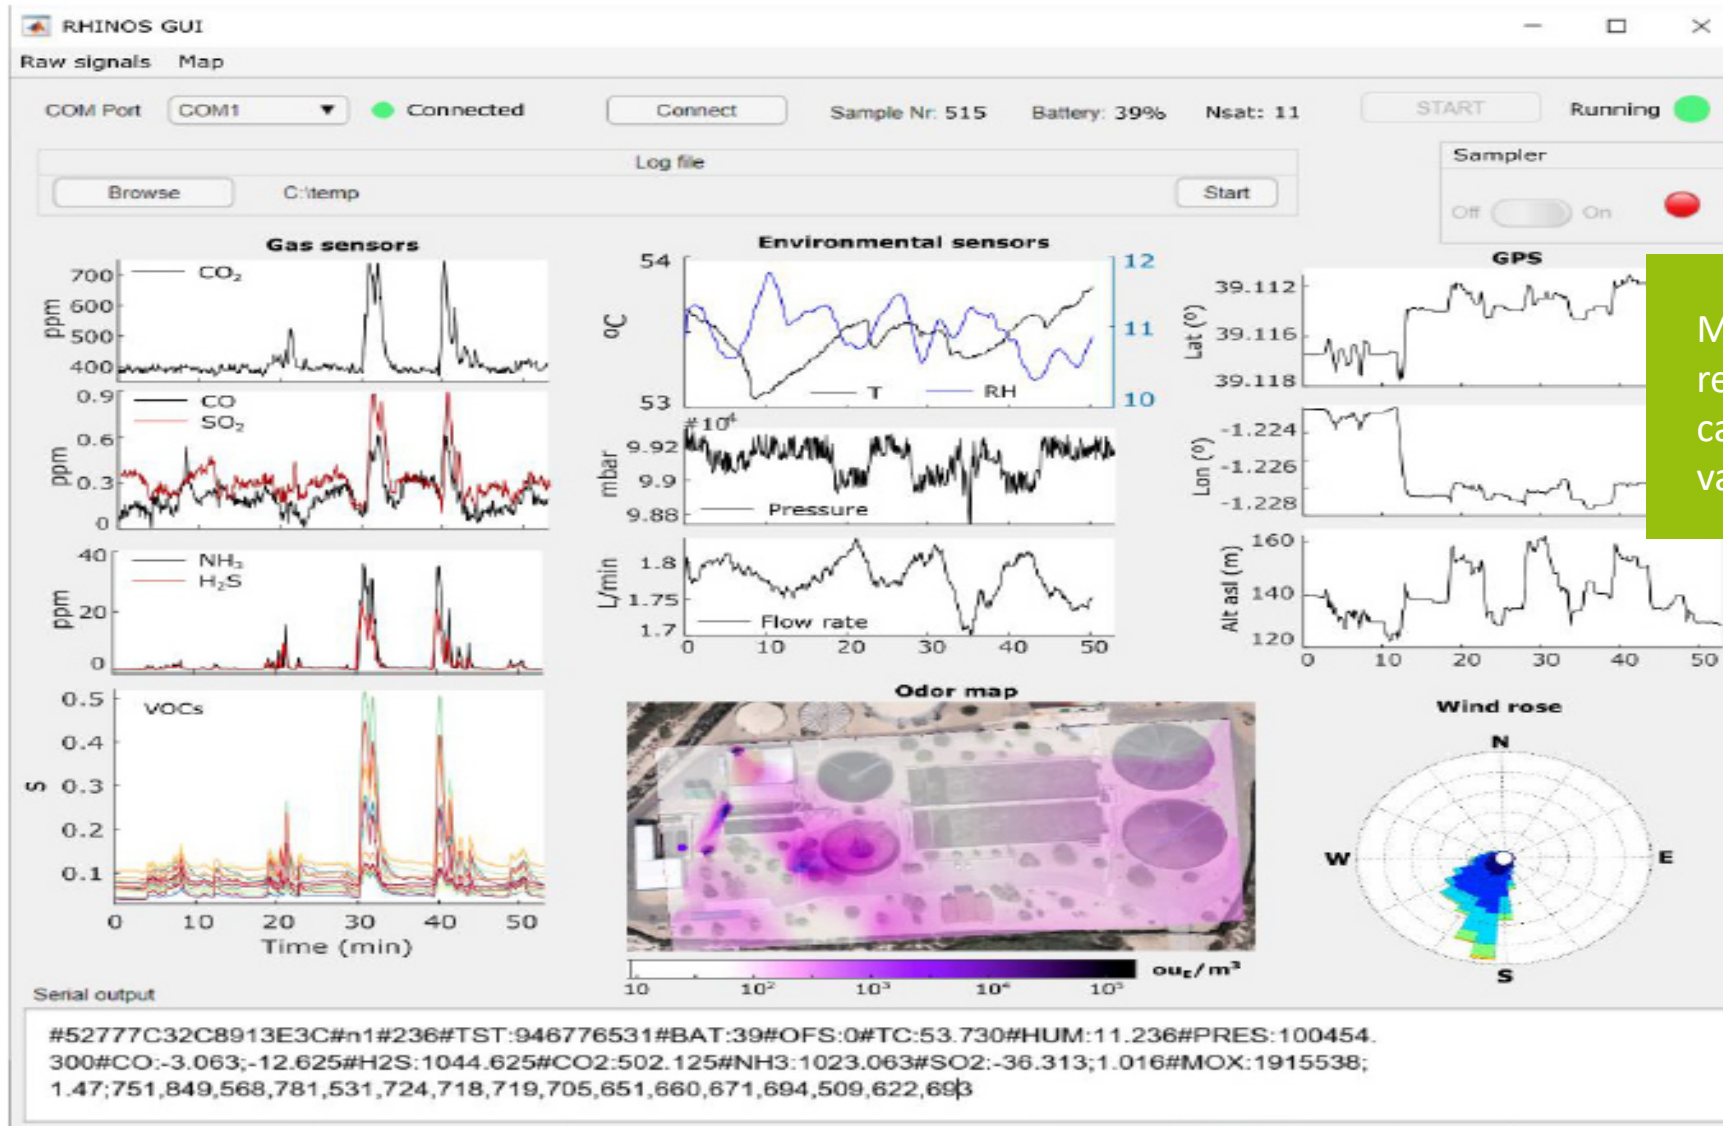 RHINOS GUI
Raw signals Map
COM Port COM1 Connected Connect Sample Nr: 515 Battery: 39% Nsat: 11 START Running
Log file
Browse C:\temp Start
Sampler
Off On
Gas sensors
700
600
500
400
ppm
CO₂
0.9
0.6
0.3
0
ppm
CO
SO₂
40
20
0
ppm
NH₃
H₂S
0.5
0.4
0.3
0.2
0.1
S
VOCs
0 10 20 30 40 50
Time (min)
Environmental sensors
54
53
ºC
12
11
10
T RH
#10⁴
9.92
9.9
9.88
mbar
Pressure
1.8
1.75
1.7
L/min
Flow rate
0 10 20 30 40 50
GPS
39.112
39.116
39.118
Lat (º)
-1.224
-1.226
-1.228
Lon (º)
160
140
120
Alt asl (m)
0 10 20 30 40 50
Odor map
10 10² 10³ 10⁴ 10⁵ ou_E/m³
Wind rose
N
W E
S
Serial output
#52777C32C8913E3C#n1#236#TST:946776531#BAT:39#OFS:0#TC:53.730#HUM:11.236#PRES:100454.
300#CO:-3.063;-12.625#H2S:1044.625#CO2:502.125#NH3:1023.063#SO2:-36.313;1.016#MOX:1915538;
1.47;751,849,568,781,531,724,718,719,705,651,660,671,694,509,622,693